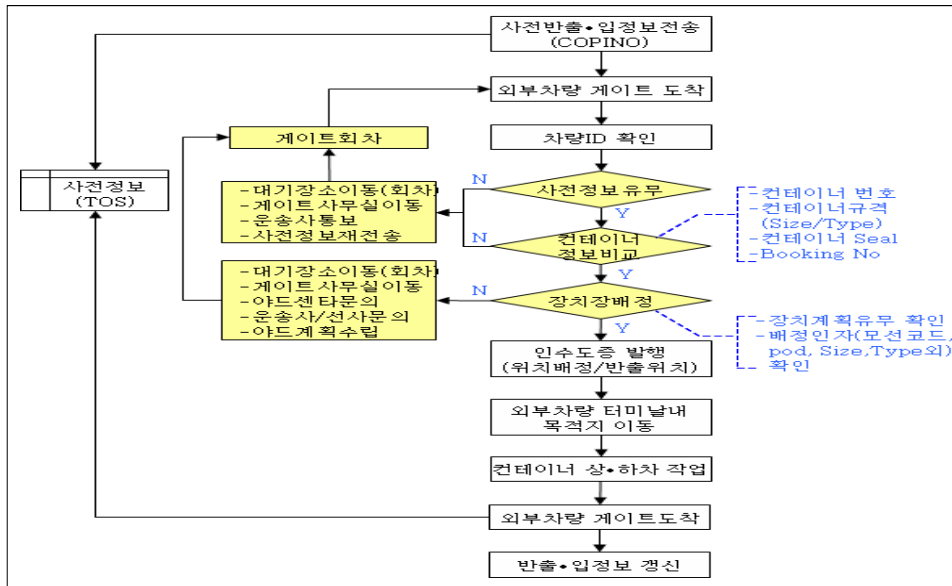 사전반출•입정보전송
(COPINO)
외부차량 게이트 도착
게이트회차
차량ID 확인
사전정보
(TOS)
-대기장소이동(회차)
-게이트사무실이동
-운송사통보
-사전정보재전송
N
사전정보유무
Y
-컨테이너 번호
-컨테이너규격
(Size/Type)
-컨테이너 Seal
-Booking No
N
컨테이너
정보비교
Y
-대기장소이동(회차)
-게이트사무실이동
-야드센타문의
-운송사/선사문의
-야드계획수립
N
장치장배정
Y
-장치계획유무 확인
-배정인자(모선코드,
pod, Size,Type외)
확인
인수도증 발행
(위치배정/반출위치)
외부차량 터미날내
목적지 이동
컨테이너 상•하차 작업
외부차량 게이트도착
반출•입정보 갱신